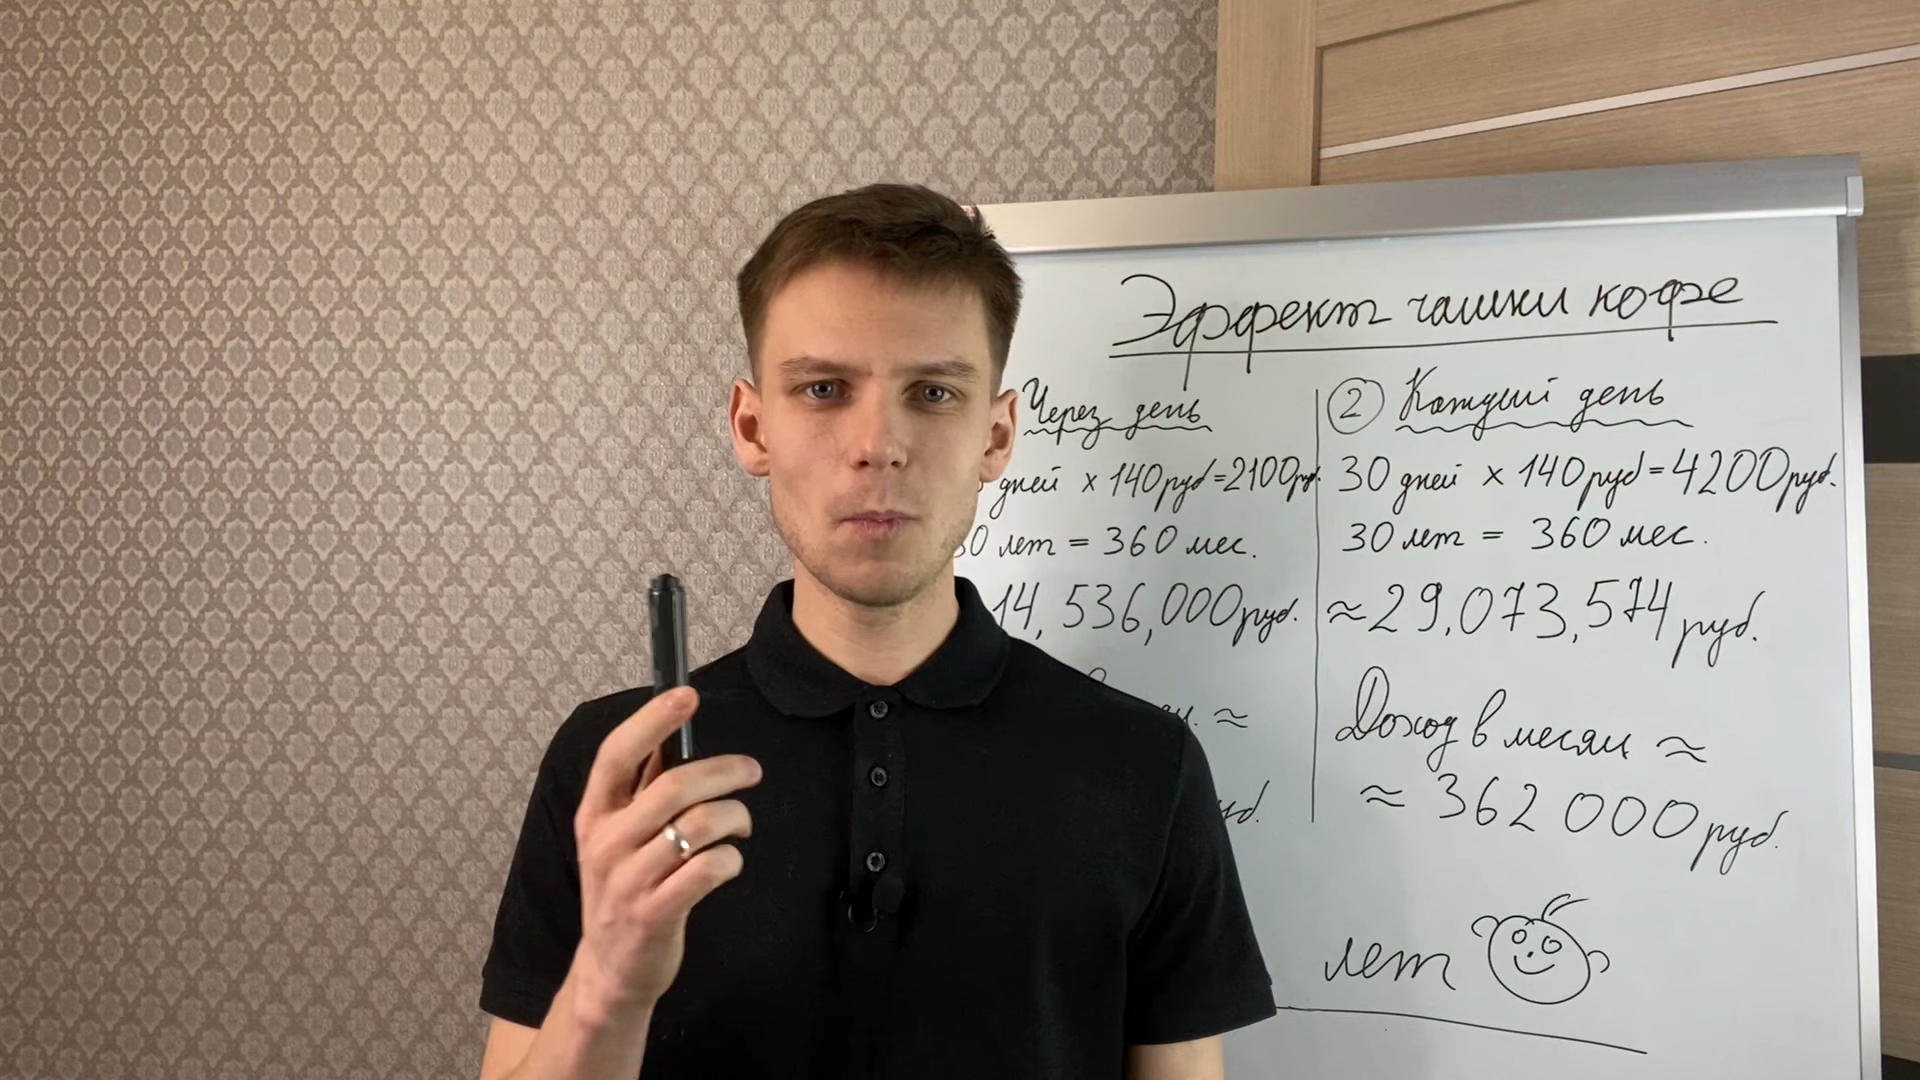 Эффект чашки кофе
Через день
дней х 140 руб = 2100 руб.
30 лет = 360 мес.
14,536,000 руб.
≈
руб.
2 Каждый день
30 дней х 140 руб = 4200 руб.
30 лет = 360 мес.
≈ 29,073,574 руб.
Доход в месяц ≈
≈ 362 000 руб.
лет